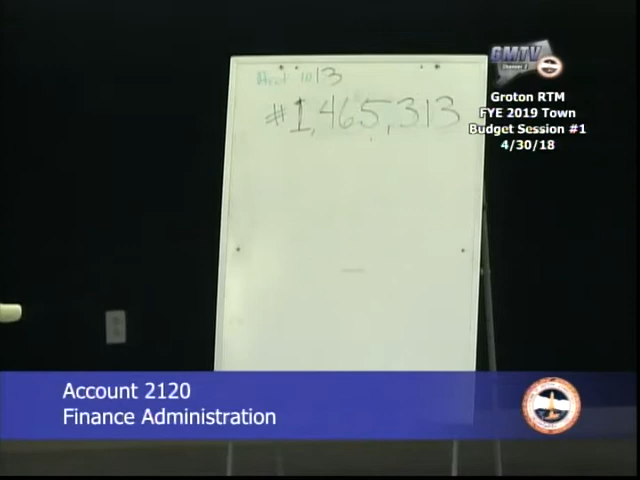 1013
#1,465,313
GMTV
Groton RTM
FYE 2019 Town
Budget Session #1
4/30/18
Account 2120
Finance Administration